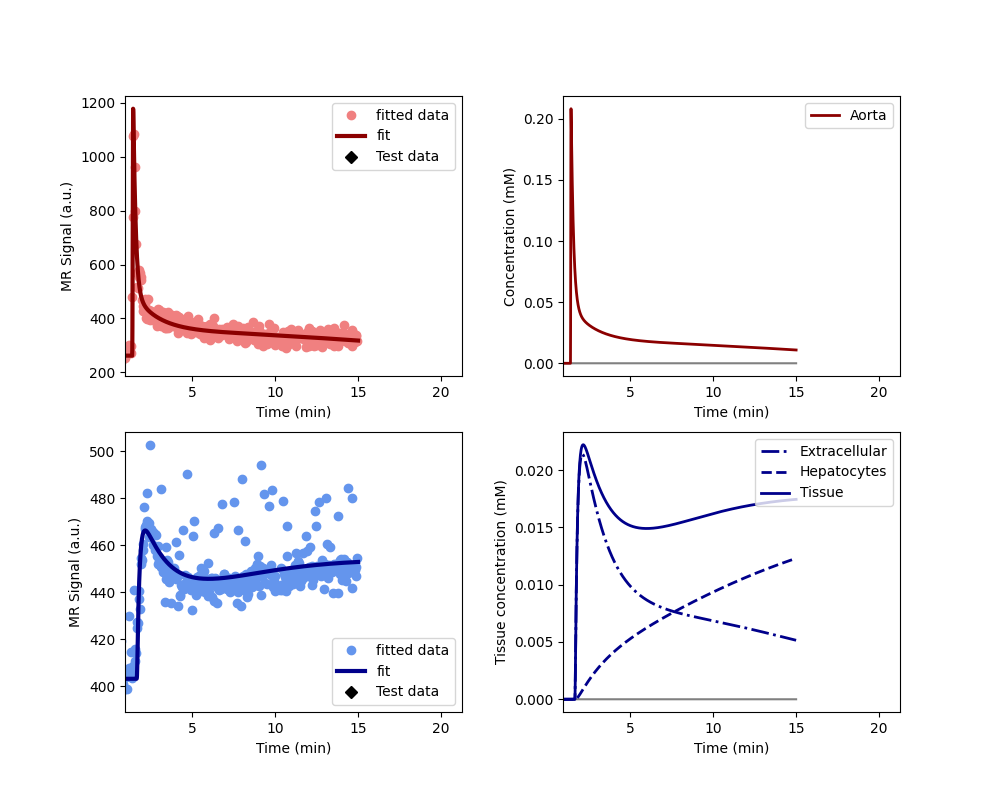 1200
1000
800
600
400
200
MR Signal (a.u.)
fitted data
fit
Test data
5
10
15
20
Time (min)
0.20
0.15
0.10
0.05
0.00
Concentration (mM)
Aorta
5
10
15
20
Time (min)
500
480
460
440
420
400
MR Signal (a.u.)
fitted data
fit
Test data
5
10
15
20
Time (min)
0.020
0.015
0.010
0.005
0.000
Tissue concentration (mM)
Extracellular
Hepatocytes
Tissue
5
10
15
20
Time (min)